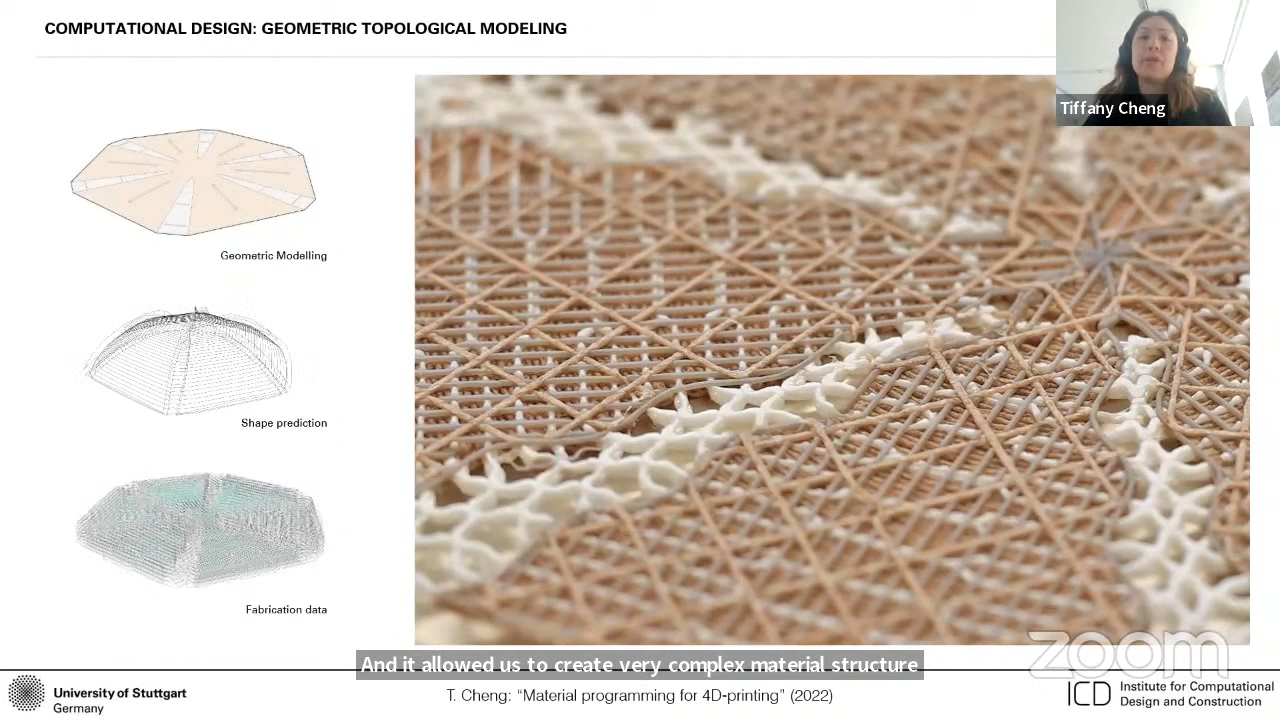 COMPUTATIONAL DESIGN: GEOMETRIC TOPOLOGICAL MODELING
Tiffany Cheng
Geometric Modelling
Shape prediction
Fabrication data
zoom
And it allowed us to create very complex material structure
University of Stuttgart
Germany
T. Cheng: “Material programming for 4D-printing” (2022)
ICD
Institute for Computational
Design and Construction